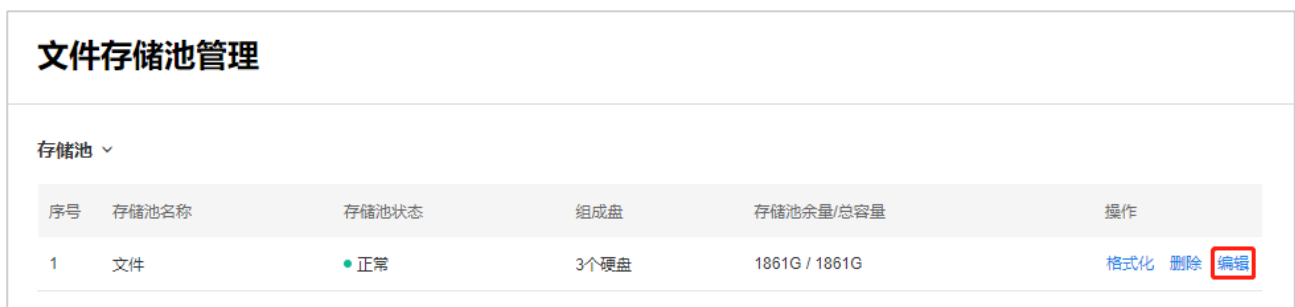 文件存储池管理
存储池
序号 存储池名称 存储池状态 组成盘 存储池余量/总容量 操作
1 文件 正常 3个硬盘 1861G / 1861G 格式化 删除 编辑